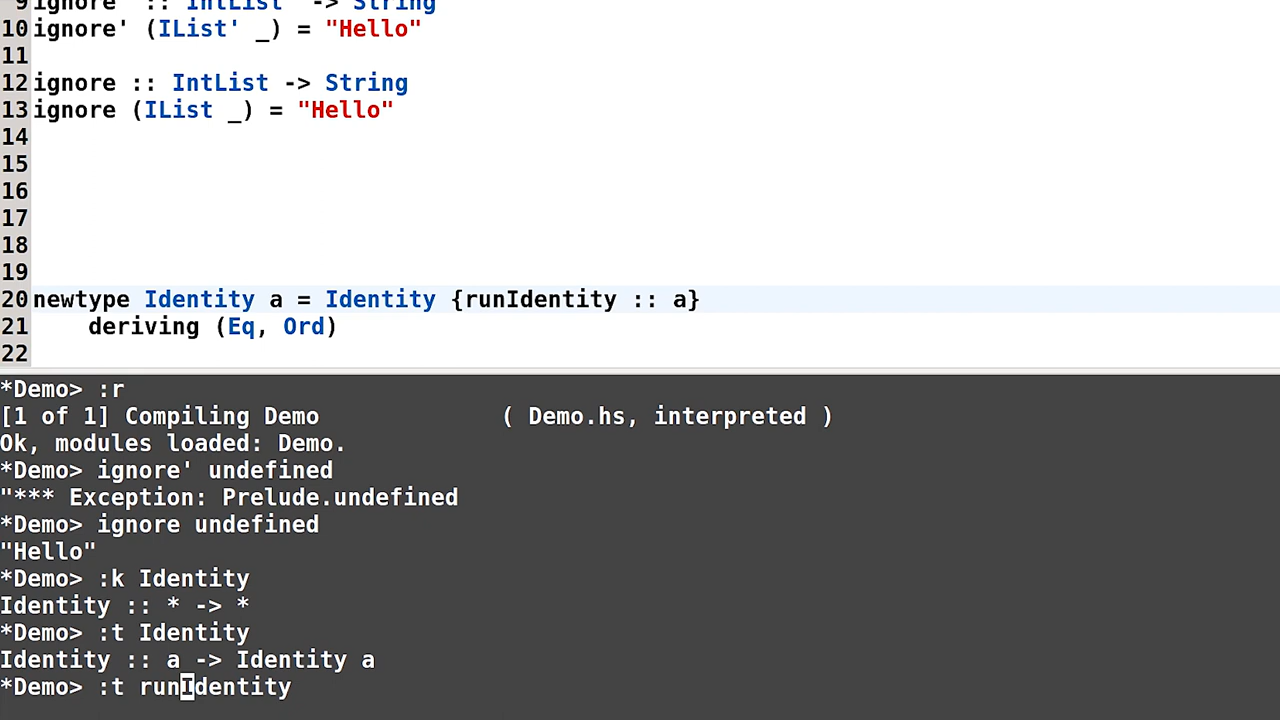 9 ignore' :: IntList' -> String
10 ignore' (IList' _) = "Hello"
11
12 ignore :: IntList -> String
13 ignore (IList _) = "Hello"
14
15
16
17
18
19
20 newtype Identity a = Identity {runIdentity :: a}
21     deriving (Eq, Ord)
22
*Demo> :r
[1 of 1] Compiling Demo             ( Demo.hs, interpreted )
Ok, modules loaded: Demo.
*Demo> ignore' undefined
"*** Exception: Prelude.undefined
*Demo> ignore undefined
"Hello"
*Demo> :k Identity
Identity :: * -> *
*Demo> :t Identity
Identity :: a -> Identity a
*Demo> :t runIdentity